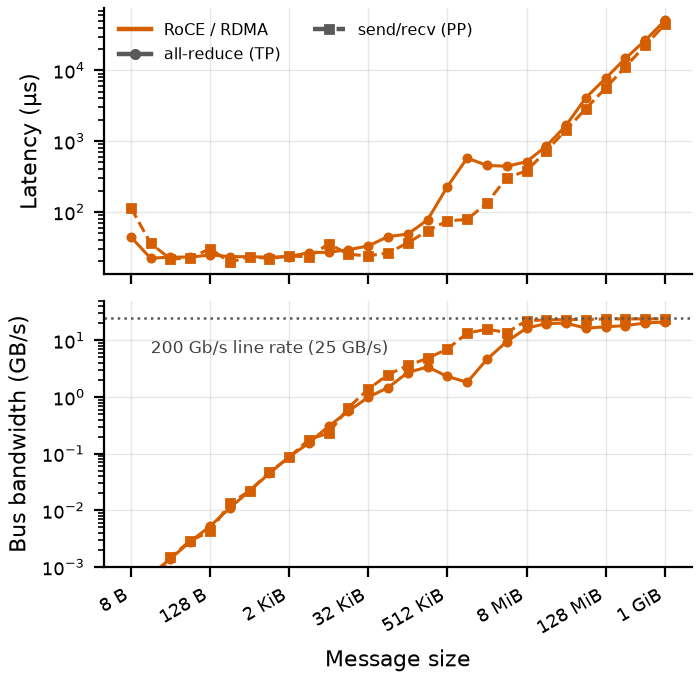 RoCE / RDMA
all-reduce (TP)
send/recv (PP)
Latency (µs)
10⁴
10³
10²
Bus bandwidth (GB/s)
10¹
10⁰
10⁻¹
10⁻²
10⁻³
200 Gb/s line rate (25 GB/s)
8 B
128 B
2 KiB
32 KiB
512 KiB
8 MiB
128 MiB
1 GiB
Message size